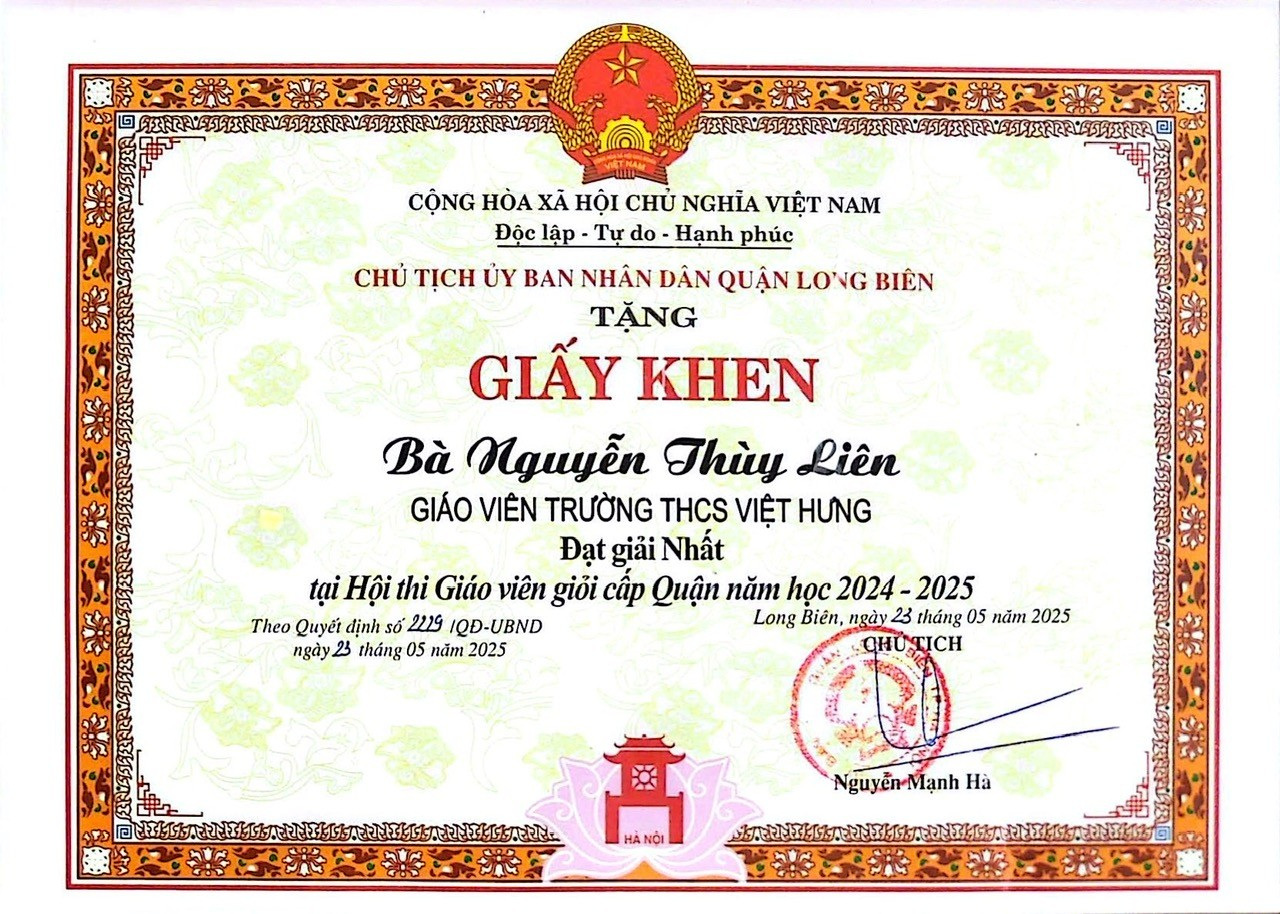 VIỆT NAM
CỘNG HÒA XÃ HỘI CHỦ NGHĨA VIỆT NAM
Độc lập - Tự do - Hạnh phúc
CHỦ TỊCH ỦY BAN NHÂN DÂN QUẬN LONG BIÊN
TẶNG
GIẤY KHEN
Bà Nguyễn Thùy Liên
GIÁO VIÊN TRƯỜNG THCS VIỆT HƯNG
Đạt giải Nhất
tại Hội thi Giáo viên giỏi cấp Quận năm học 2024 - 2025
Theo Quyết định số 2229 /QĐ-UBND
ngày 23 tháng 05 năm 2025
Long Biên, ngày 23 tháng 05 năm 2025
CHỦ TỊCH
Nguyễn Mạnh Hà
HÀ NỘI